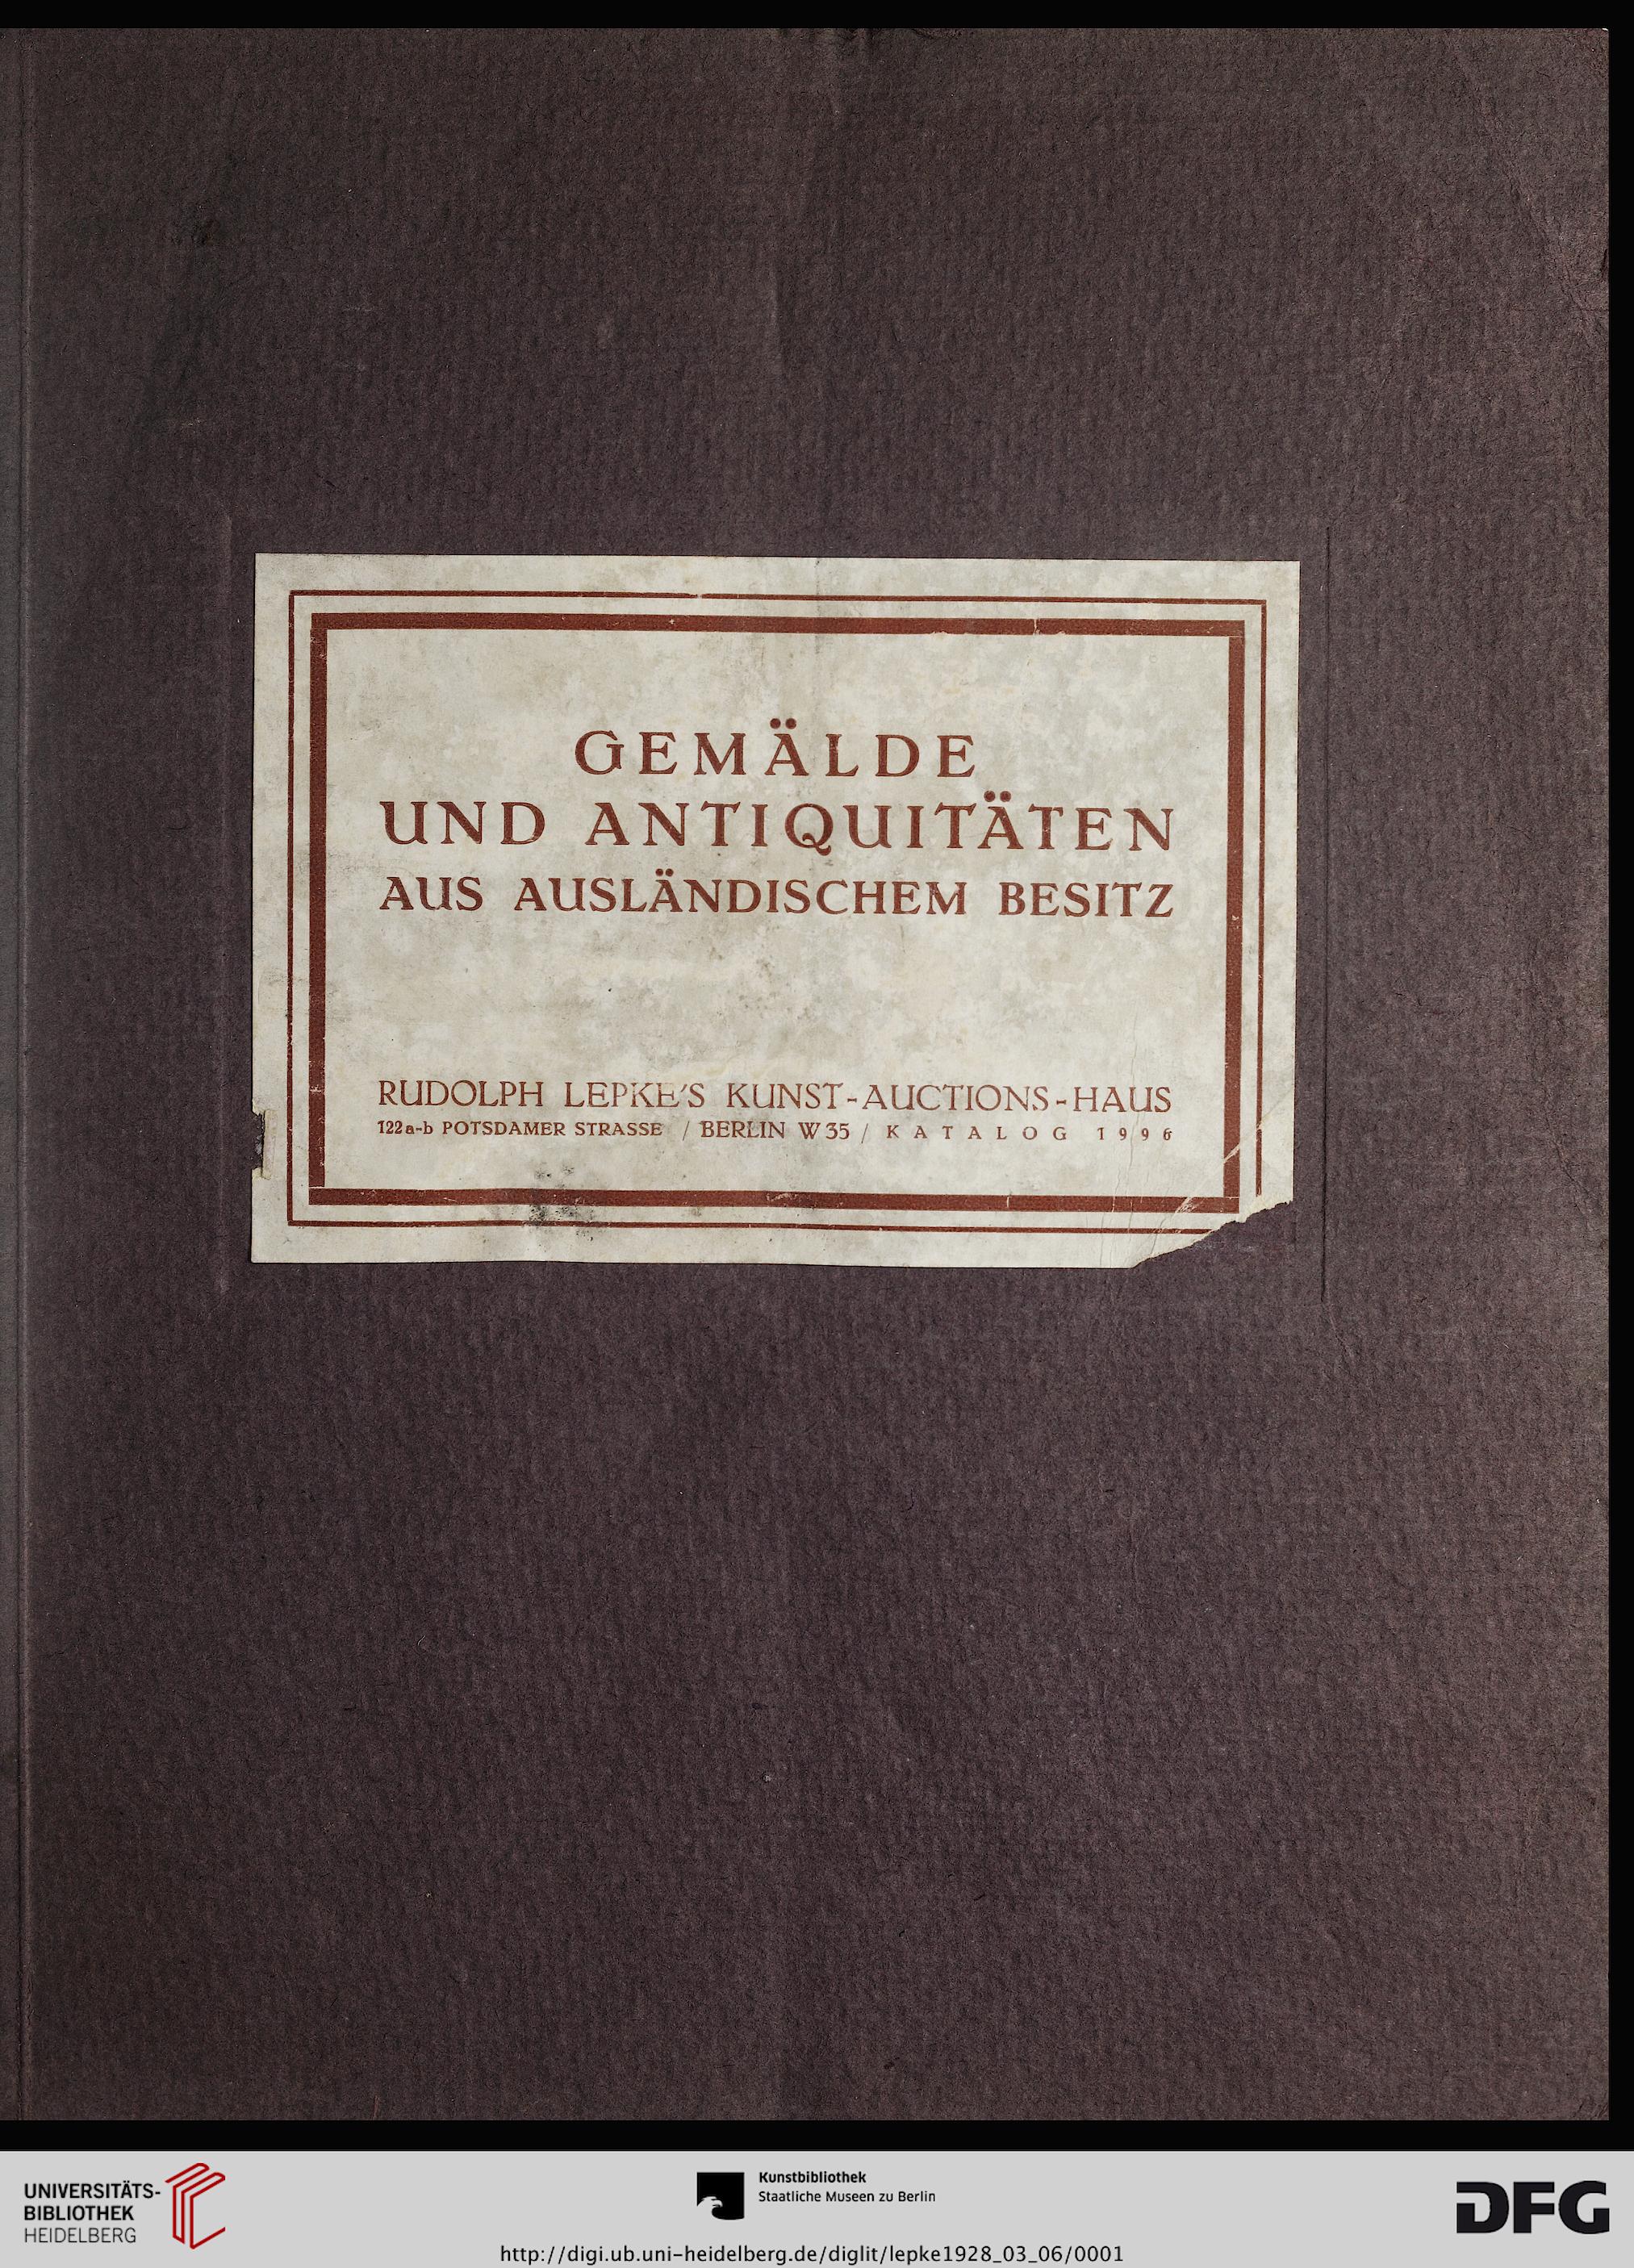 GEMÄLDE
UND ANTIQUITÄTEN
AUS AUSLÄNDISCHEM BESITZ
RUDOLPH LEPKE'S KUNST-AUCTIONS-HAUS
122a-b POTSDAMER STRASSE / BERLIN W 35 / KATALOG 1996
UNIVERSITÄTS-
BIBLIOTHEK
HEIDELBERG
Kunstbibliothek
Staatliche Museen zu Berlin
DFG
http://digi.ub.uni-heidelberg.de/diglit/lepke1928_03_06/0001